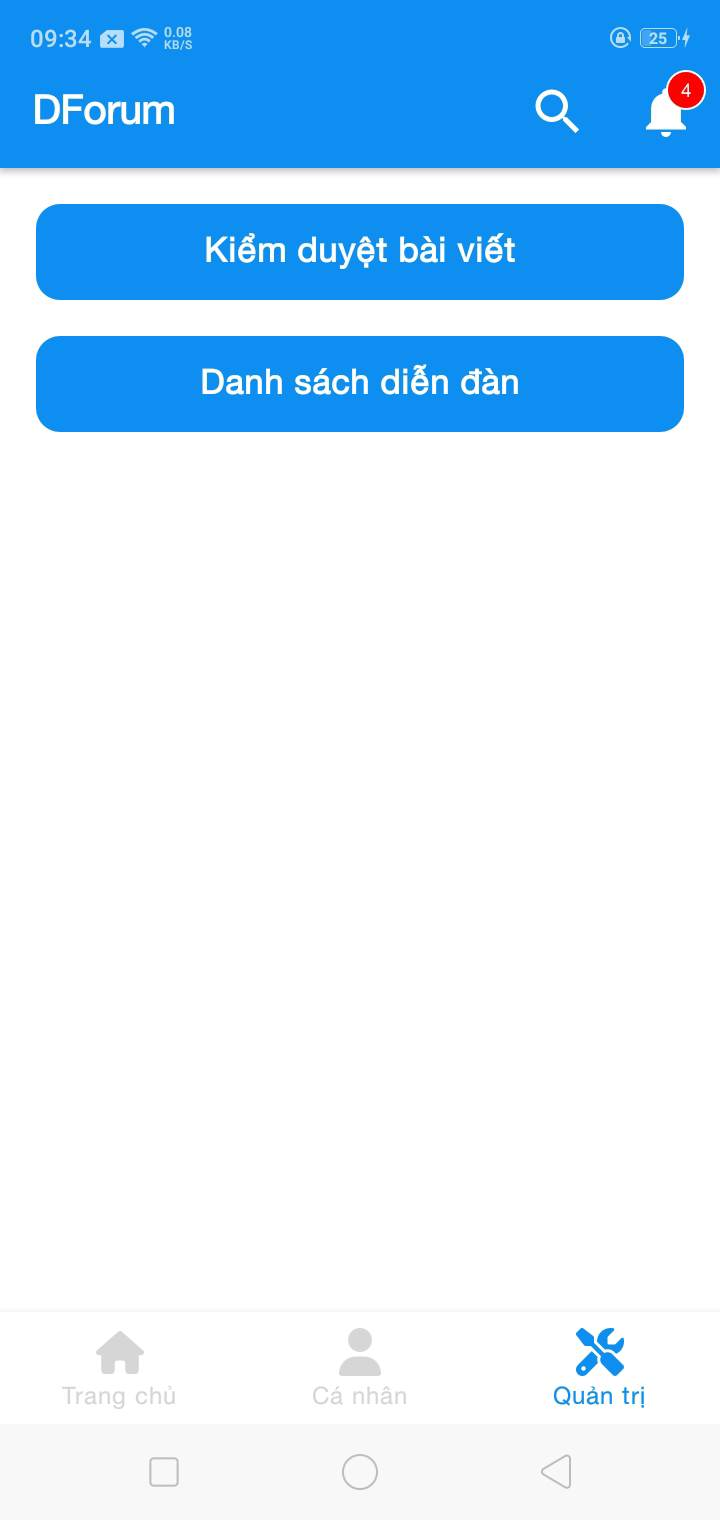 09:34 0.08 KB/S 25
DForum 4
Kiểm duyệt bài viết
Danh sách diễn đàn
Trang chủ Cá nhân Quản trị